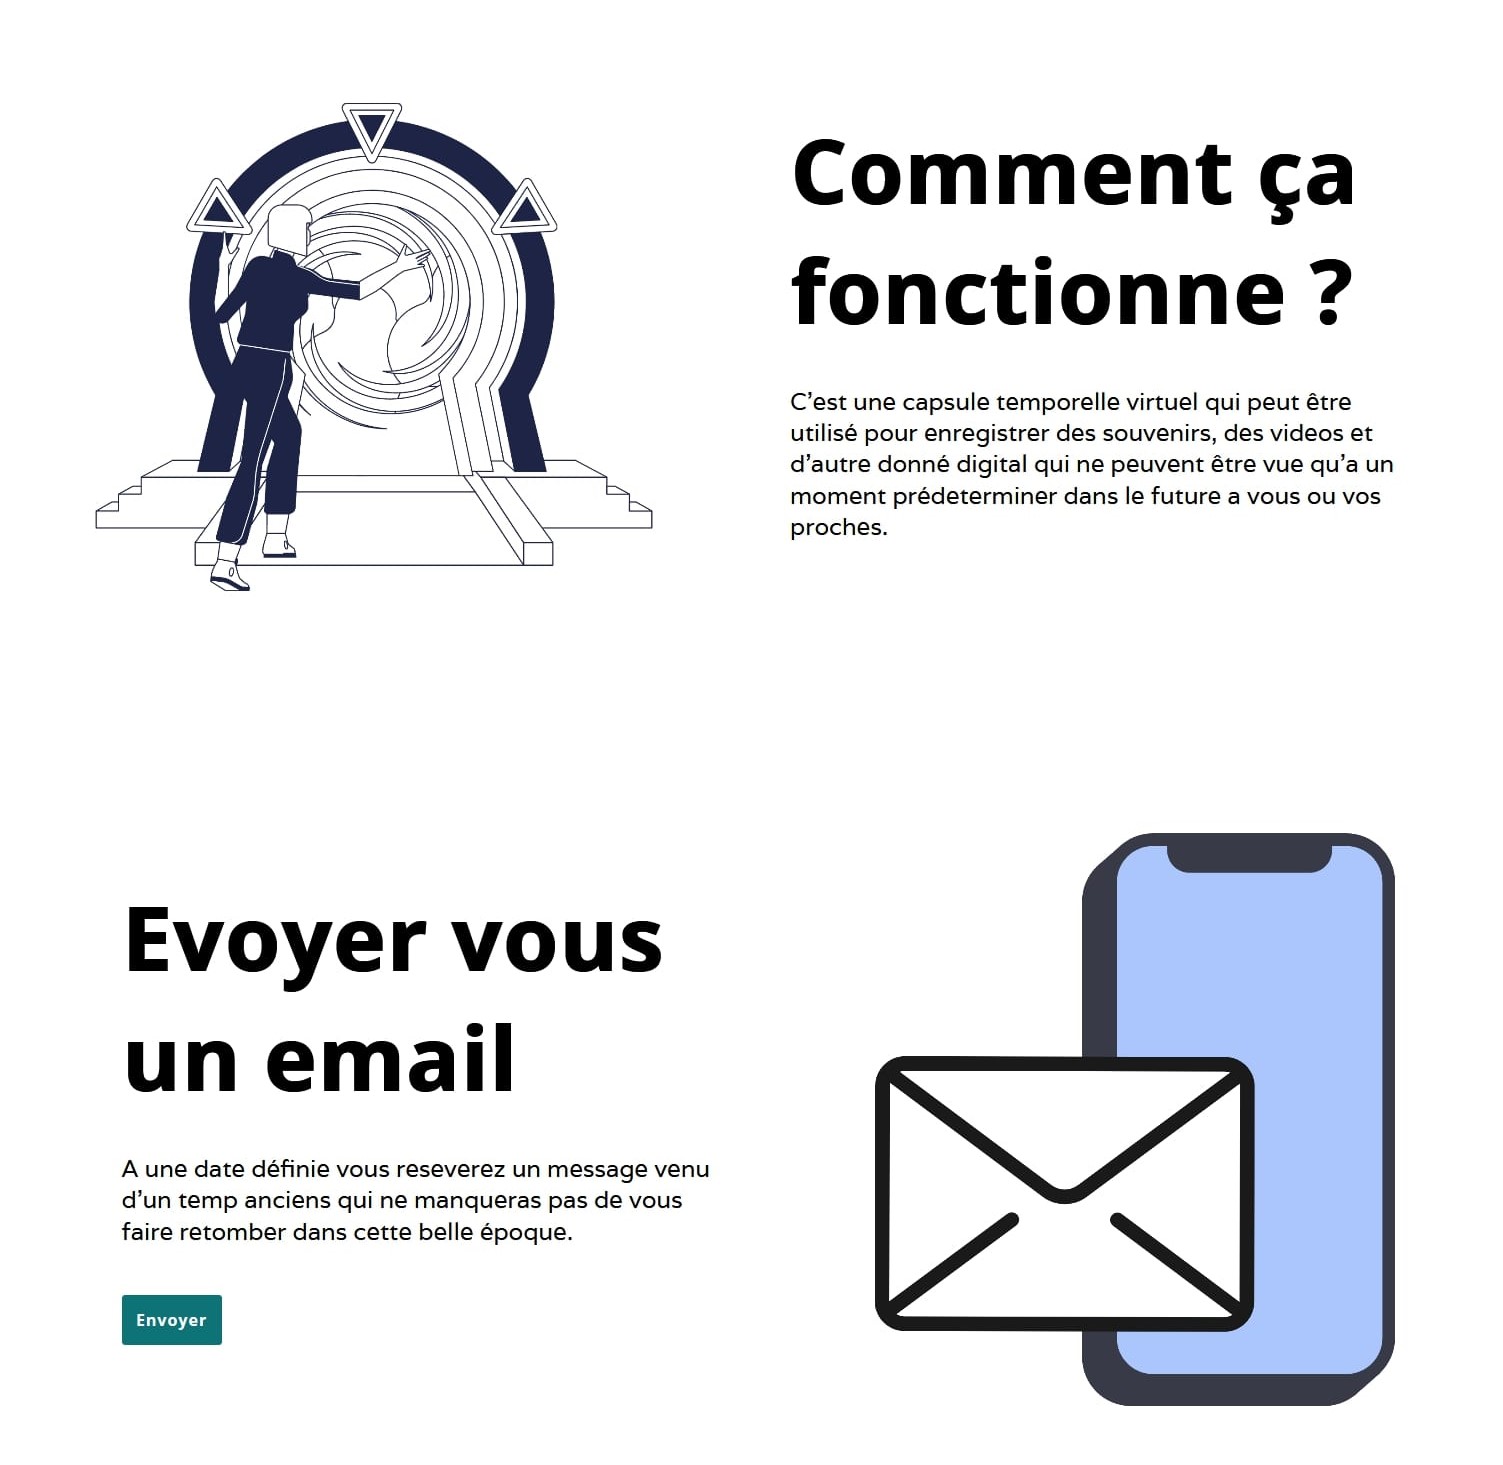 Comment ça
fonctionne ?
C’est une capsule temporelle virtuel qui peut être
utilisé pour enregistrer des souvenirs, des videos et
d’autre donné digital qui ne peuvent être vue qu’a un
moment prédeterminer dans le future a vous ou vos
proches.
Evoyer vous
un email
A une date définie vous reseverez un message venu
d’un temp anciens qui ne manqueras pas de vous
faire retomber dans cette belle époque.
Envoyer